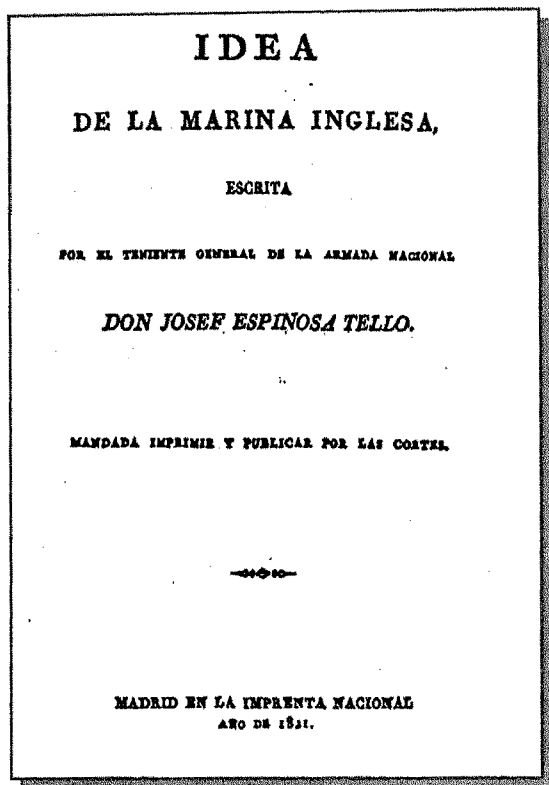 IDEA
DE LA MARINA INGLESA,
ESCRITA
POR EL TENIENTE GENERAL DE LA ARMADA NACIONAL
DON JOSEF ESPINOSA TELLO.
MANDADA IMPRIMIR Y PUBLICAR POR LAS CORTES.
MADRID EN LA IMPRENTA NACIONAL
AÑO DE 1821.